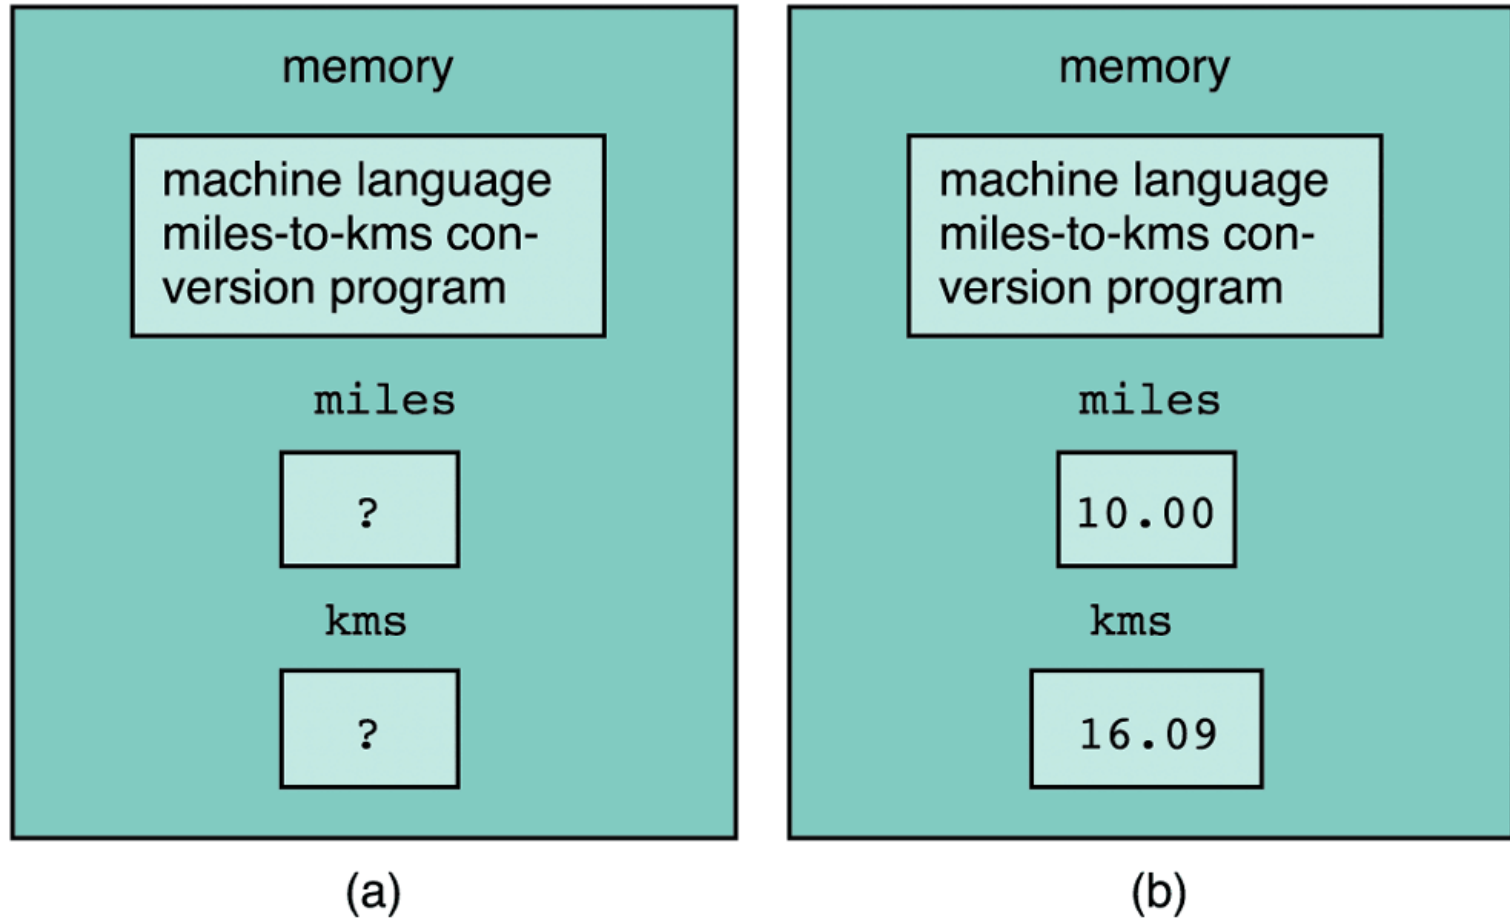 memory
machine language
miles-to-kms con-
version program
miles
?
kms
?
(a)
memory
machine language
miles-to-kms con-
version program
miles
10.00
kms
16.09
(b)